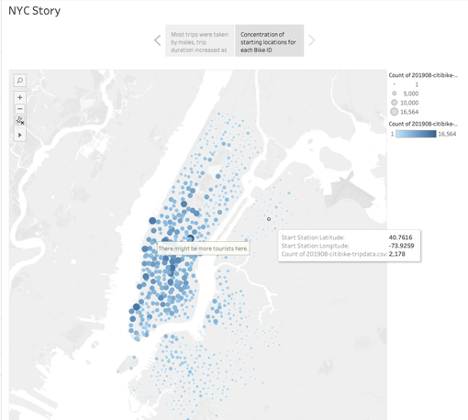 NYC Story
Most trips were taken
by males, trip
duration increased as
Concentration of
starting locations for
each Bike ID
Count of 201908-citibike-..
1
5,000
10,000
16,564
Count of 201908-citibike-..
1
16,564
Start Station Latitude: 40.7616
Start Station Longitude: -73.9259
Count of 201908-citibike-tripdata.csv: 2,178
There might be more tourists here.